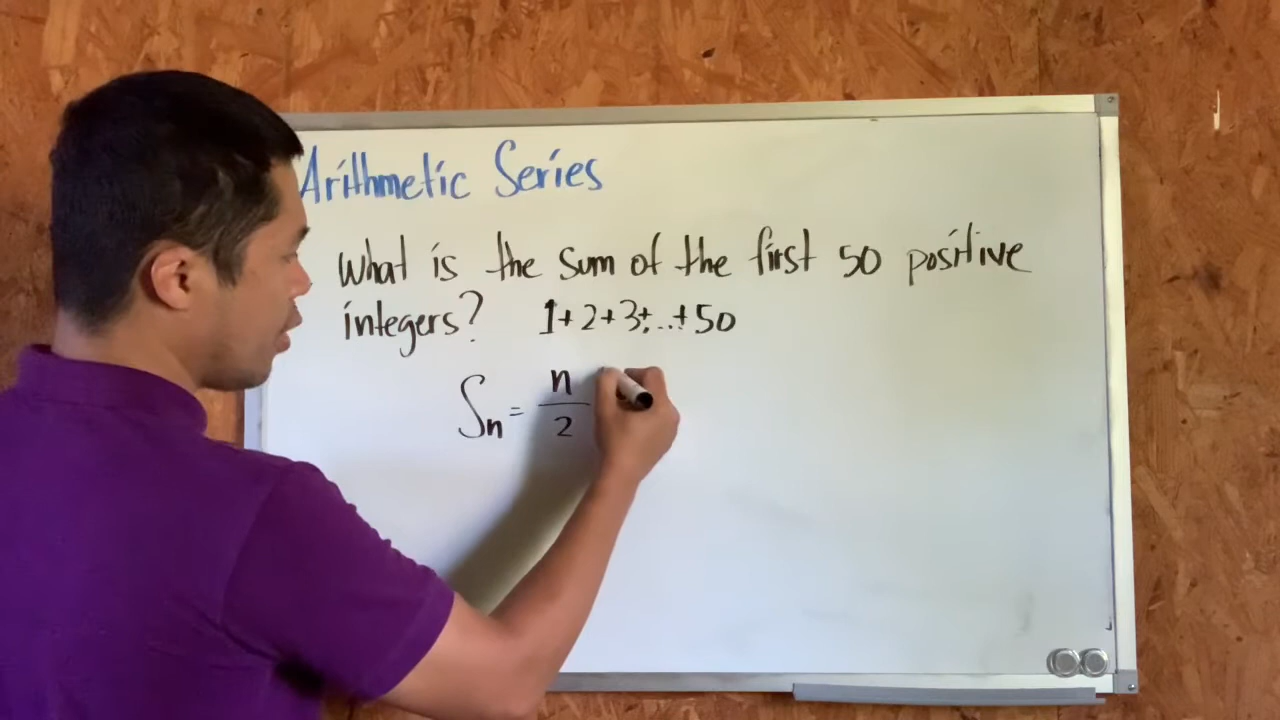 Arithmetic Series
What is the sum of the first 50 positive
integers? 1+2+3+...+50
Sn = n/2